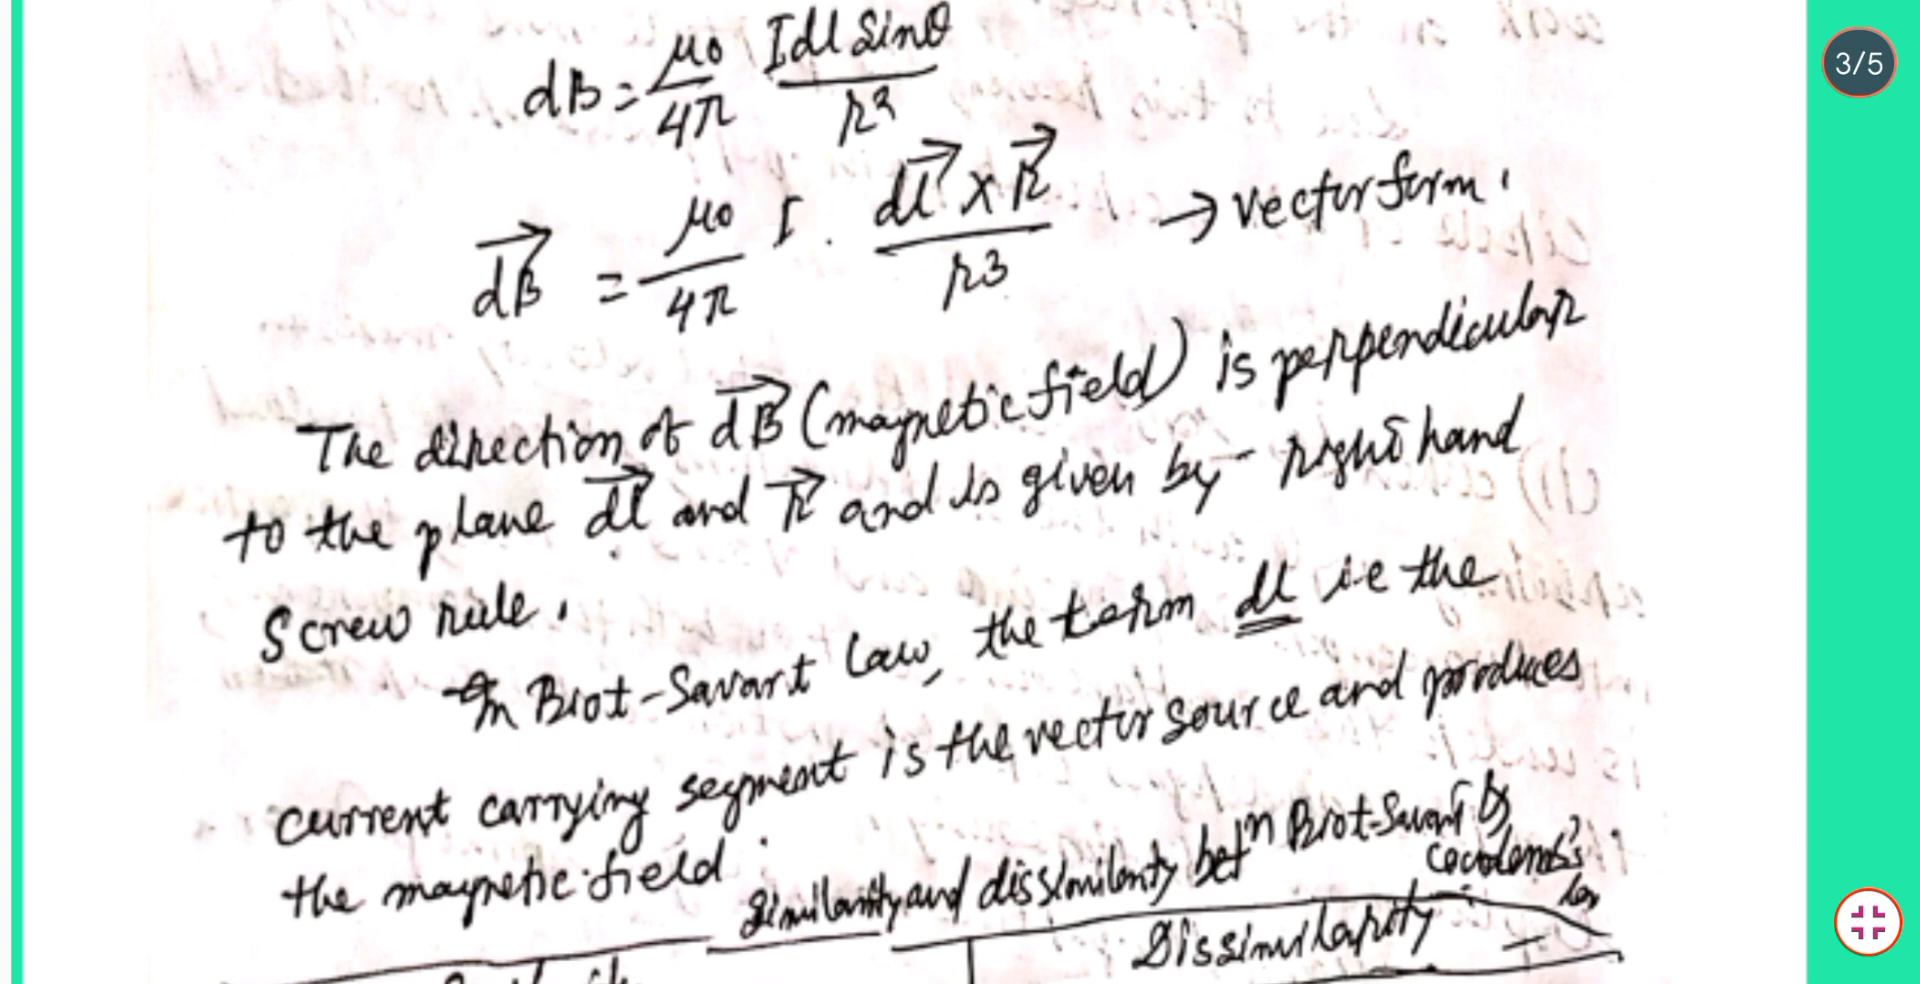 dB = μ0/4π Idl Sinθ/r²
dB⃗ = μ0/4π I . dl⃗ x r⃗/r3 → vector form.
The direction of dB⃗ (magnetic field) is perpendicular
to the plane dl⃗ and r⃗ and is given by right hand
Screw rule.
In Biot-Savart Law, the term dl i.e the
current carrying segment is the vector source and produces
the magnetic field.
Similarity and dissimilarity betn Biot-Savart &
Dissimilarity
3/5